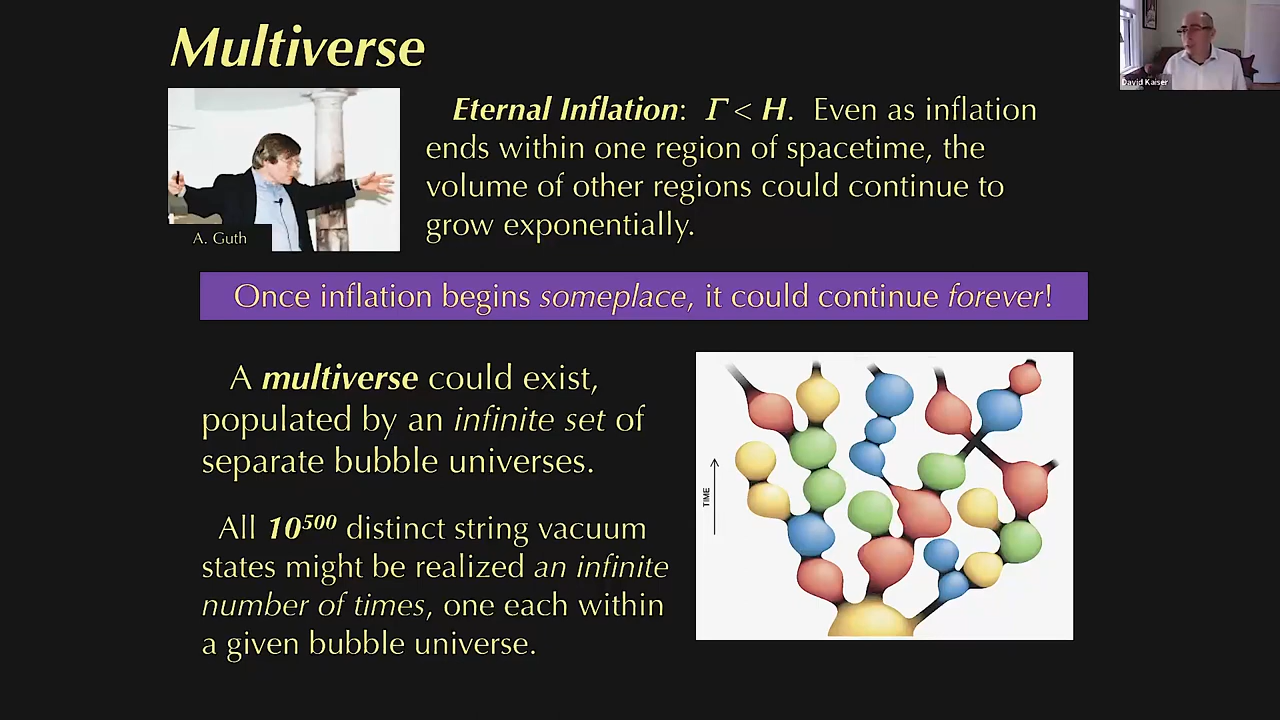 Multiverse
David Kaiser
Eternal Inflation: Γ < H. Even as inflation
ends within one region of spacetime, the
volume of other regions could continue to
grow exponentially.
A. Guth
Once inflation begins someplace, it could continue forever!
A multiverse could exist,
populated by an infinite set of
separate bubble universes.
All 10⁵⁰⁰ distinct string vacuum
states might be realized an infinite
number of times, one each within
a given bubble universe.
TIME